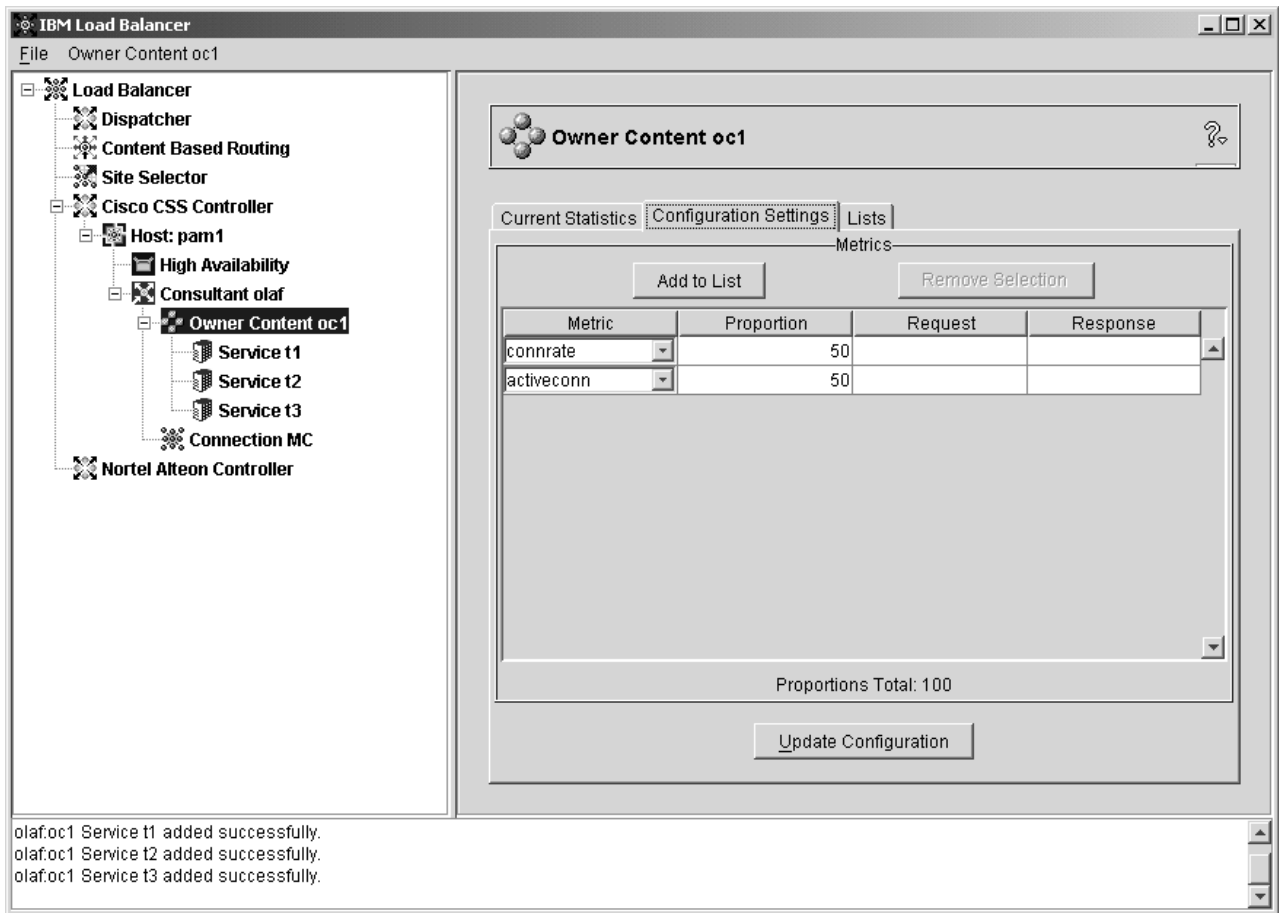 IBM Load Balancer
File Owner Content oc1
Load Balancer
Dispatcher
Content Based Routing
Site Selector
Cisco CSS Controller
Host: pam1
High Availability
Consultant olaf
Owner Content oc1
Service t1
Service t2
Service t3
Connection MC
Nortel Alteon Controller
Owner Content oc1
Current Statistics Configuration Settings Lists
Metrics
Add to List Remove Selection
Metric Proportion Request Response
connrate 50
activeconn 50
Proportions Total: 100
Update Configuration
olaf:oc1 Service t1 added successfully.
olaf:oc1 Service t2 added successfully.
olaf:oc1 Service t3 added successfully.